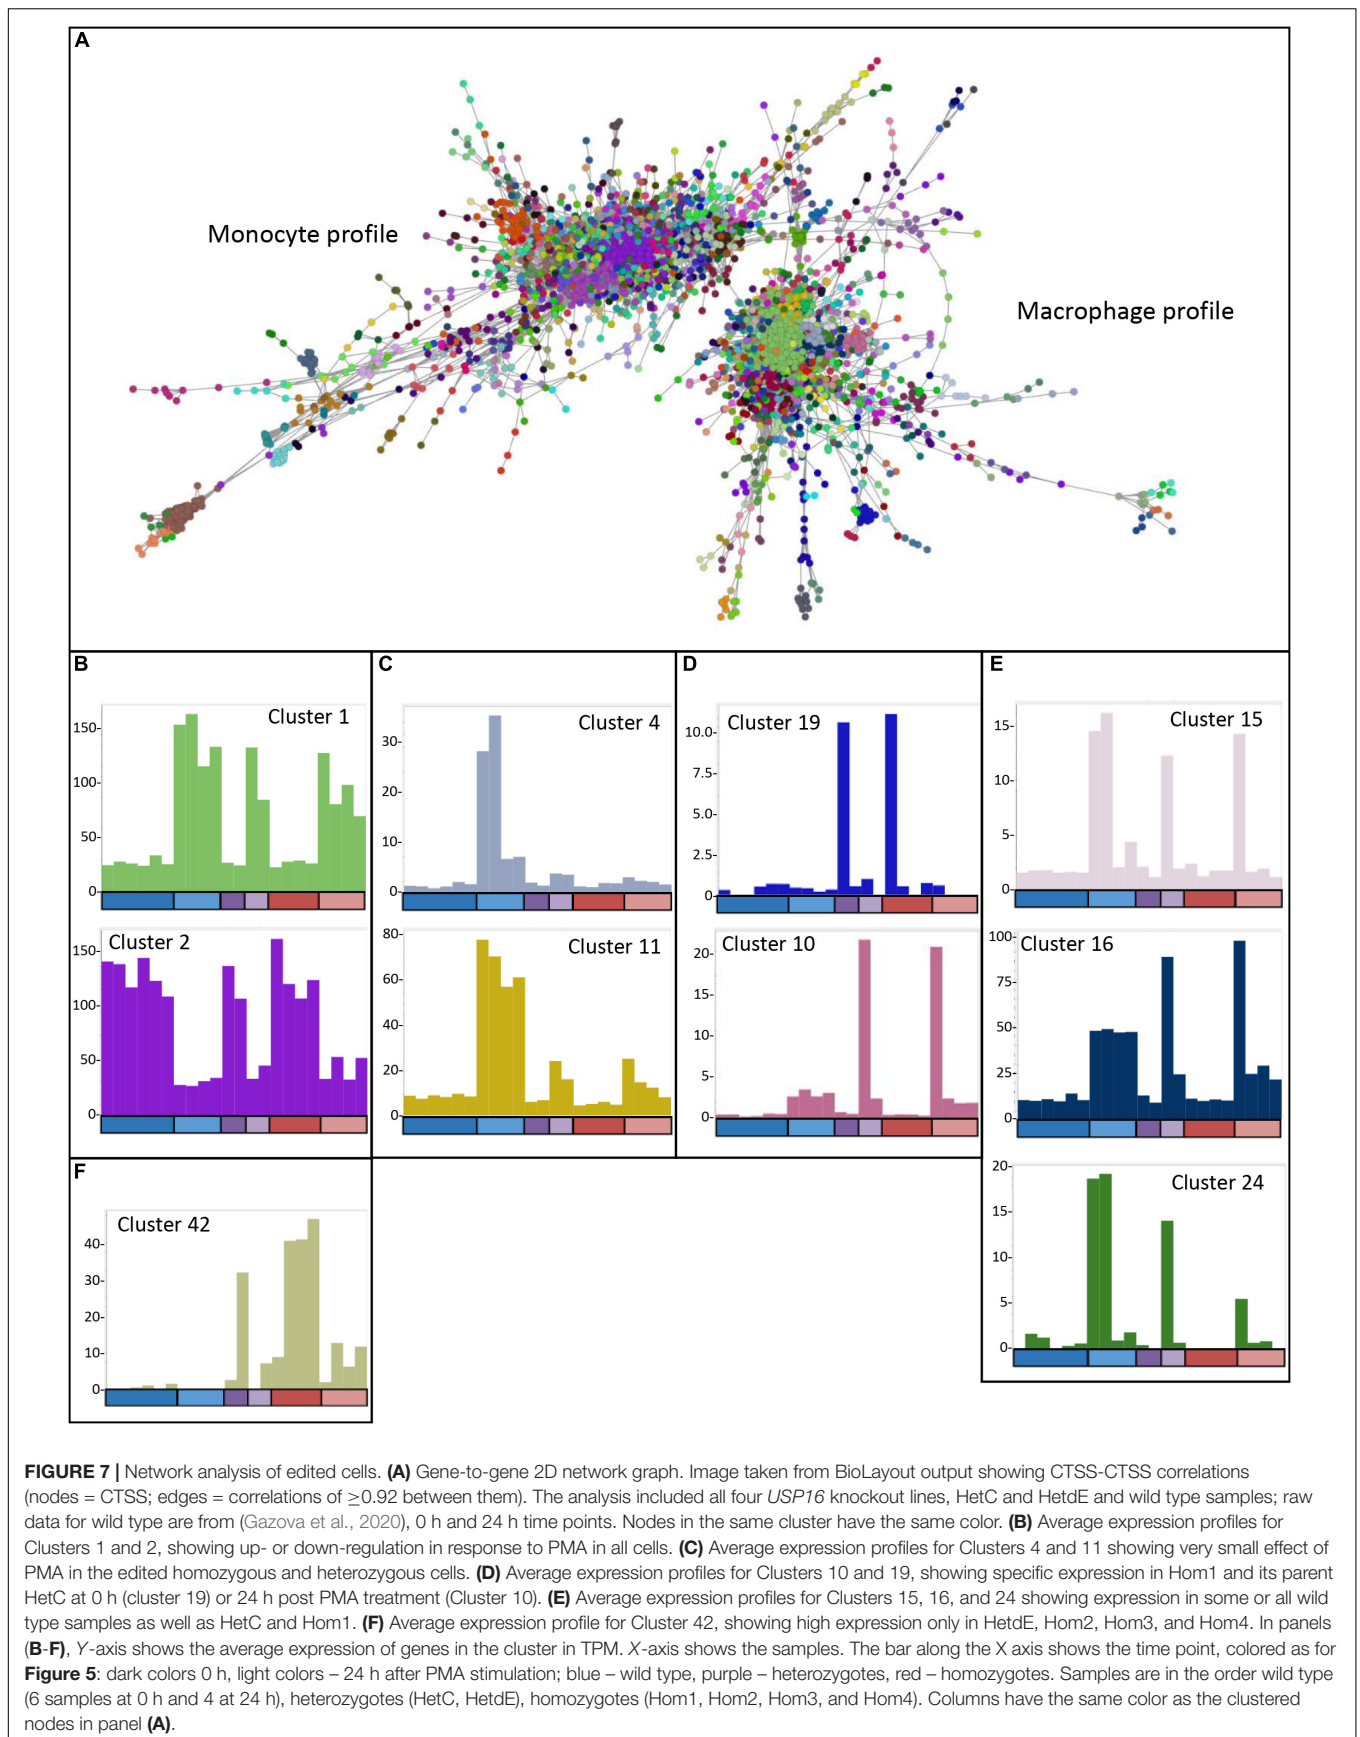 A
Monocyte profile
Macrophage profile
B
Cluster 1
150-
100-
50-
0-
Cluster 2
150-
100-
50-
0-
C
Cluster 4
30-
20-
10-
0-
Cluster 11
80-
60-
40-
20-
0-
D
Cluster 19
10.0-
7.5-
5.0-
2.5-
0-
Cluster 10
20-
15-
10-
5-
0-
E
Cluster 15
15-
10-
5-
0-
Cluster 16
100-
75-
50-
25-
0-
Cluster 24
20-
15-
10-
5-
0-
F
Cluster 42
40-
30-
20-
10-
0-
FIGURE 7 | Network analysis of edited cells. (A) Gene-to-gene 2D network graph. Image taken from BioLayout output showing CTSS-CTSS correlations
(nodes = CTSS; edges = correlations of ≥0.92 between them). The analysis included all four USP16 knockout lines, HetC and HetdE and wild type samples; raw
data for wild type are from (Gazova et al., 2020), 0 h and 24 h time points. Nodes in the same cluster have the same color. (B) Average expression profiles for
Clusters 1 and 2, showing up- or down-regulation in response to PMA in all cells. (C) Average expression profiles for Clusters 4 and 11 showing very small effect of
PMA in the edited homozygous and heterozygous cells. (D) Average expression profiles for Clusters 10 and 19, showing specific expression in Hom1 and its parent
HetC at 0 h (cluster 19) or 24 h post PMA treatment (Cluster 10). (E) Average expression profiles for Clusters 15, 16, and 24 showing expression in some or all wild
type samples as well as HetC and Hom1. (F) Average expression profile for Cluster 42, showing high expression only in HetdE, Hom2, Hom3, and Hom4. In panels
(B-F), Y-axis shows the average expression of genes in the cluster in TPM. X-axis shows the samples. The bar along the X axis shows the time point, colored as for
Figure 5: dark colors 0 h, light colors – 24 h after PMA stimulation; blue – wild type, purple – heterozygotes, red – homozygotes. Samples are in the order wild type
(6 samples at 0 h and 4 at 24 h), heterozygotes (HetC, HetdE), homozygotes (Hom1, Hom2, Hom3, and Hom4). Columns have the same color as the clustered
nodes in panel (A).